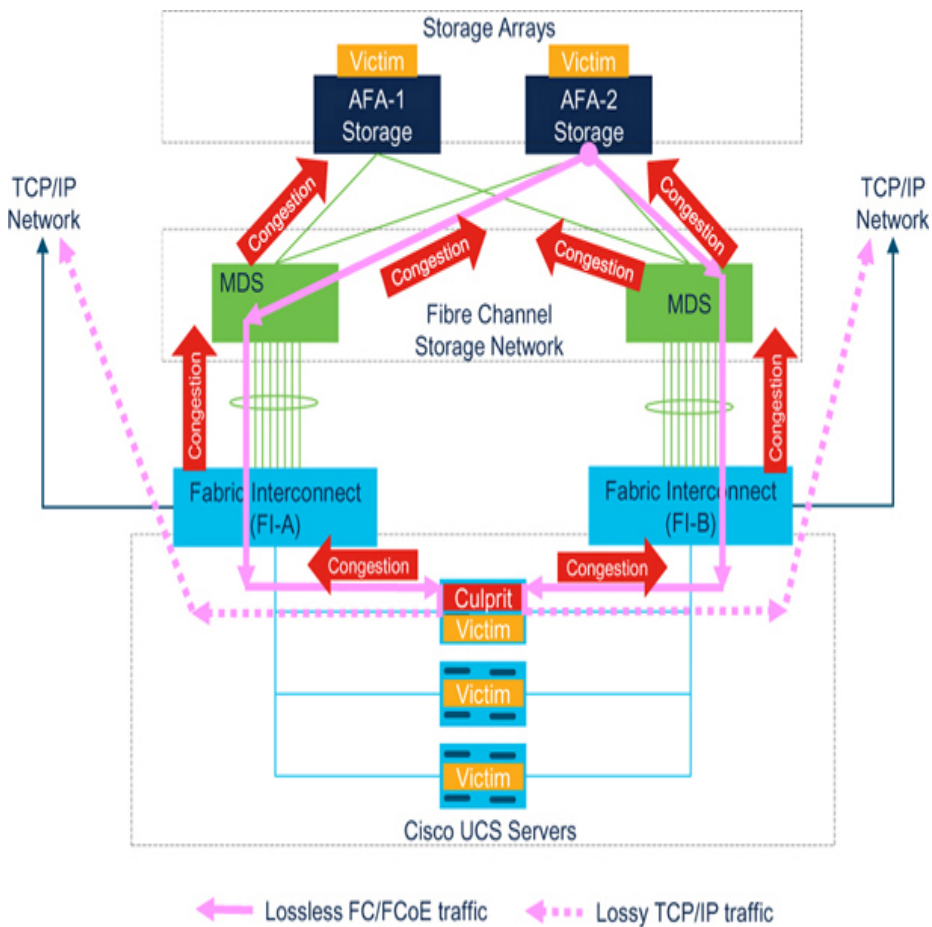 Storage Arrays
Victim
Victim
AFA-1
Storage
AFA-2
Storage
TCP/IP
Network
TCP/IP
Network
Congestion
Congestion
Congestion
Congestion
MDS
MDS
Fibre Channel
Storage Network
Congestion
Congestion
Fabric Interconnect
(FI-A)
Fabric Interconnect
(FI-B)
Congestion
Congestion
Culprit
Victim
Victim
Victim
Cisco UCS Servers
Lossless FC/FCoE traffic
Lossy TCP/IP traffic